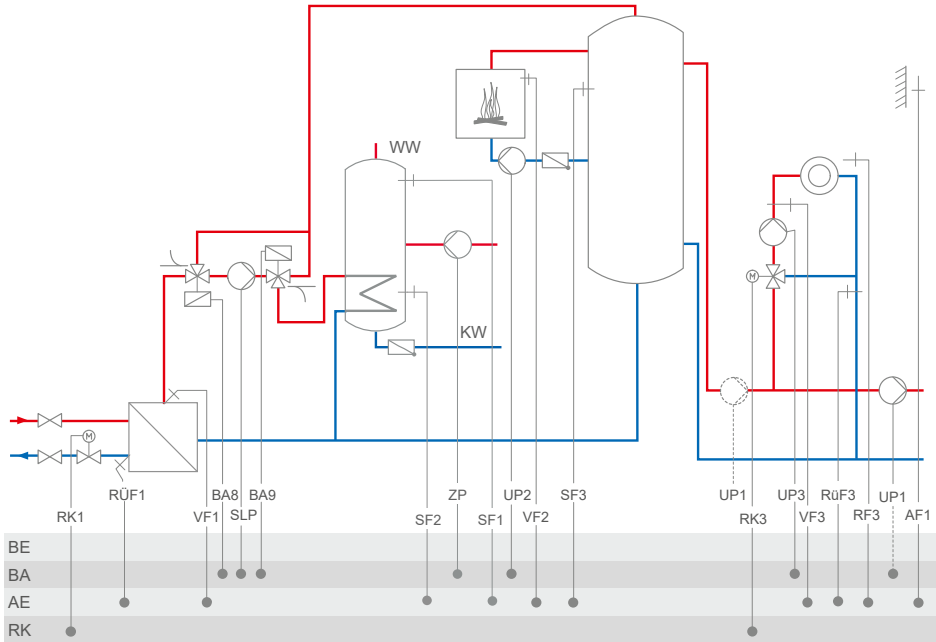 WW
KW
M
M
RÜF1
BA8
BA9
ZP
UP2
SF3
UP1
UP3
RüF3
UP1
RK1
VF1
SLP
SF2
SF1
VF2
RK3
VF3
RF3
AF1
BE
BA
AE
RK